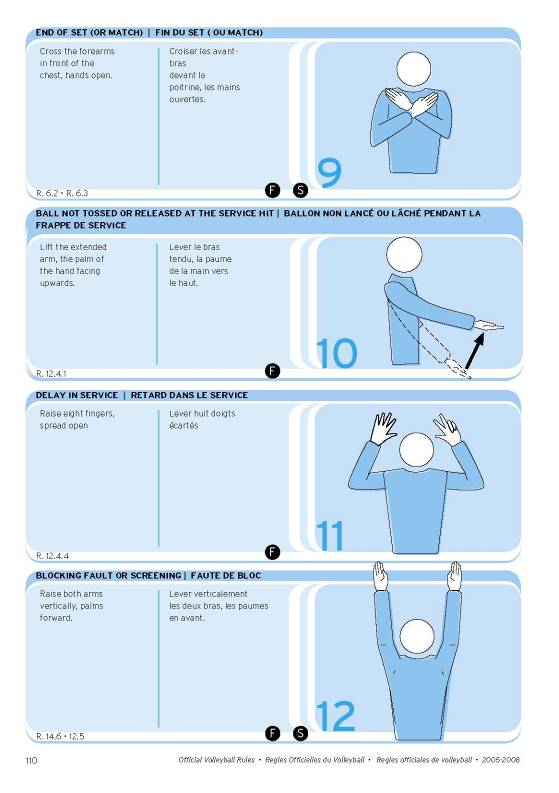 END OF SET (OR MATCH) | FIN DU SET ( OU MATCH)
Cross the forearms
in front of the
chest, hands open.
Croiser les avant-
bras
devant la
poitrine, les mains
ouvertes.
9
R. 6.2 • R. 6.3
F S
BALL NOT TOSSED OR RELEASED AT THE SERVICE HIT | BALLON NON LANCÉ OU LÂCHÉ PENDANT LA
FRAPPE DE SERVICE
Lift the extended
arm, the palm of
the hand facing
upwards.
Lever le bras
tendu, la paume
de la main vers
le haut.
10
R. 12.4.1
F
DELAY IN SERVICE | RETARD DANS LE SERVICE
Raise eight fingers,
spread open
Lever huit doigts
écartés
11
R. 12.4.4
F
BLOCKING FAULT OR SCREENING | FAUTE DE BLOC
Raise both arms
vertically, palms
forward.
Lever verticalement
les deux bras, les paumes
en avant.
12
R. 14.6 • 12.5
F S
110
Official Volleyball Rules • Regles Officielles du Volleyball • Regles officiales de volleyball • 2005-2008